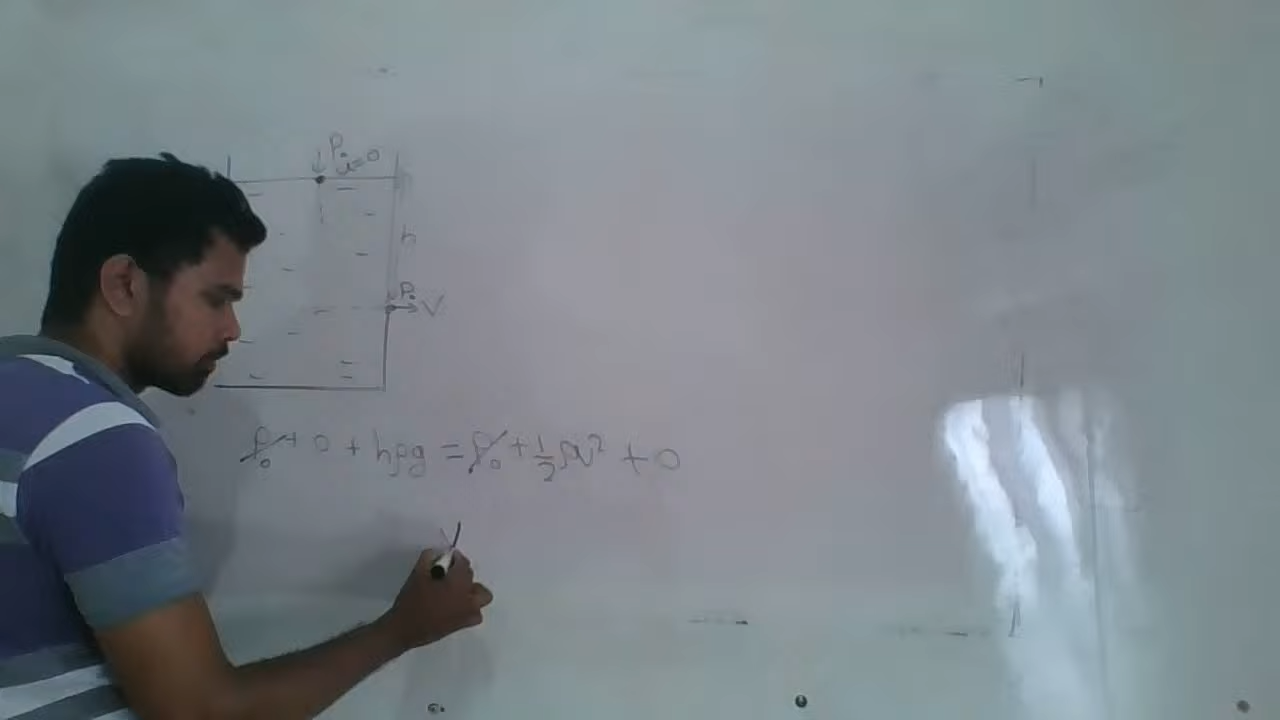 P₀
u=0
h
P₀
V
P₀ + 0 + hρg = P₀ + 1/2 ρv² + 0
V